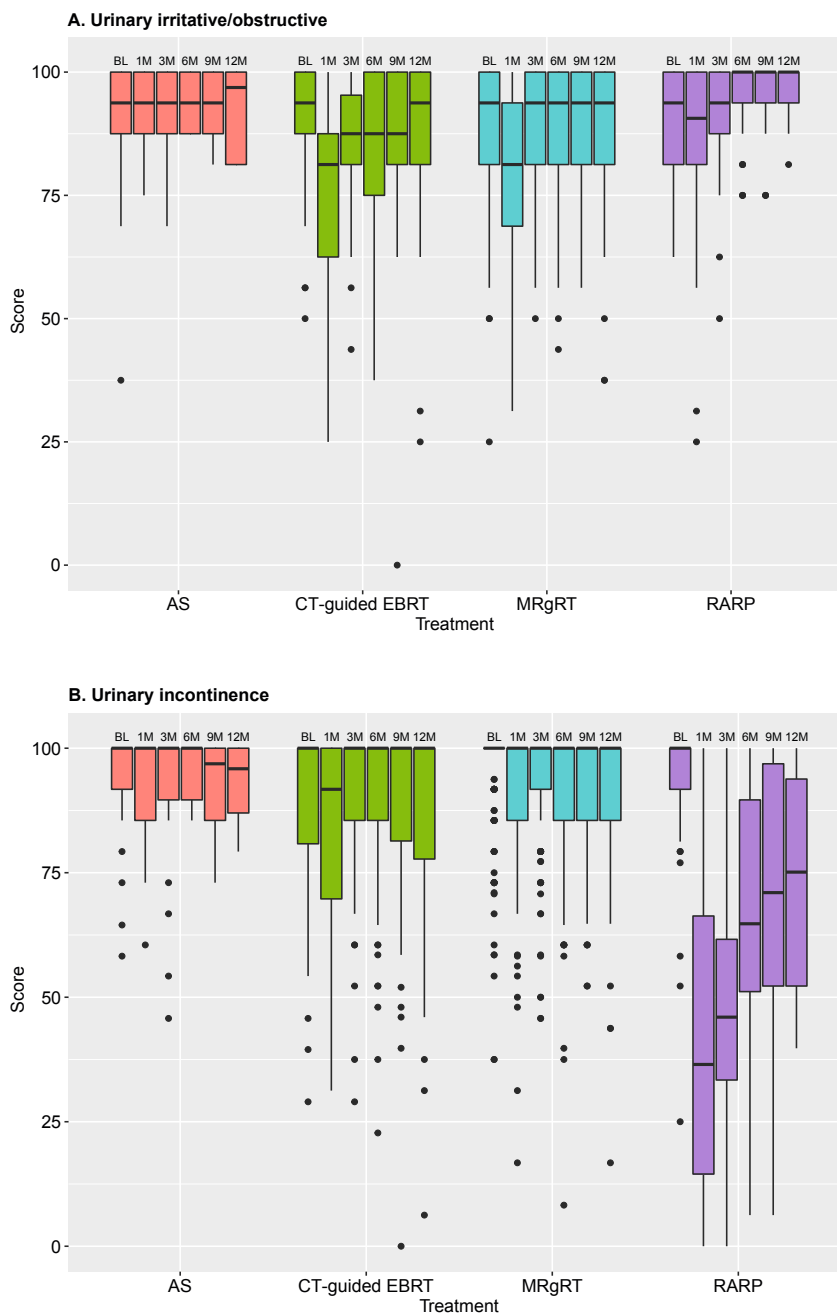 A. Urinary irritative/obstructive
BL 1M 3M 6M 9M 12M BL 1M 3M 6M 9M 12M BL 1M 3M 6M 9M 12M BL 1M 3M 6M 9M 12M
100
75
Score
50
25
0
AS CT-guided EBRT MRgRT RARP
Treatment
B. Urinary incontinence
BL 1M 3M 6M 9M 12M BL 1M 3M 6M 9M 12M BL 1M 3M 6M 9M 12M BL 1M 3M 6M 9M 12M
100
75
Score
50
25
0
AS CT-guided EBRT MRgRT RARP
Treatment